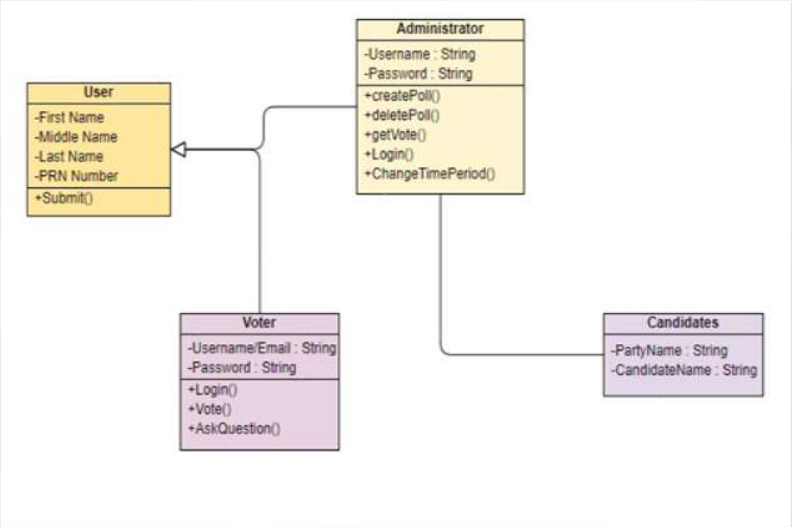 Administrator
-Username : String
-Password : String
+createPoll()
+deletePoll()
+getVote()
+Login()
+ChangeTimePeriod()
User
-First Name
-Middle Name
-Last Name
-PRN Number
+Submit()
Voter
-Username/Email : String
-Password : String
+Login()
+Vote()
+AskQuestion()
Candidates
-PartyName : String
-CandidateName : String